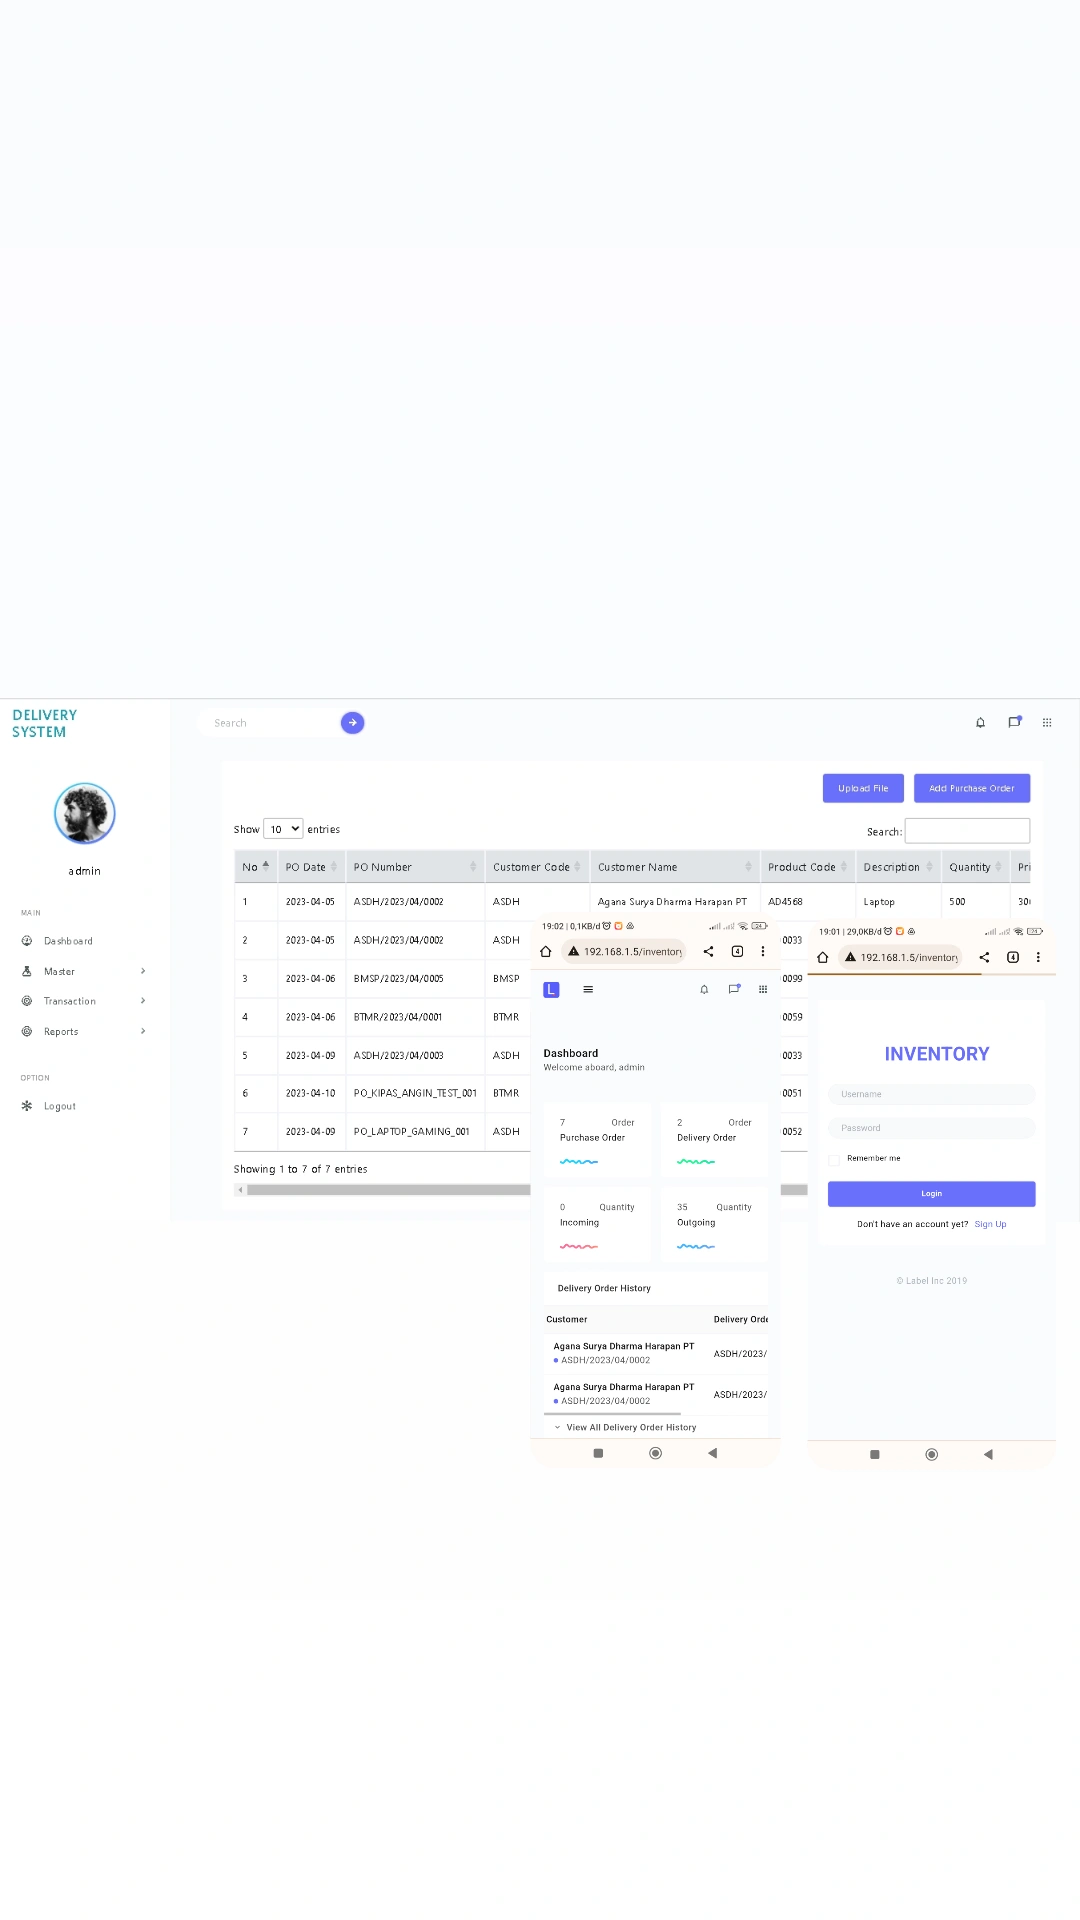 DELIVERY
SYSTEM
Search
admin
MAIN
Dashboard
Master
Transaction
Reports
OPTION
Logout
Upload File
Add Purchase Order
Show 10 entries
Search:
No PO Date PO Number Customer Code Customer Name Product Code Description Quantity Pri
1 2023-04-05 ASDH/2023/04/0002 ASDH Agana Surya Dharma Harapan PT AD4568 Laptop 500 30
2 2023-04-05 ASDH/2023/04/0002 ASDH 0033
3 2023-04-06 BMSP/2023/04/0005 BMSP 0099
4 2023-04-06 BTMR/2023/04/0001 BTMR 0059
5 2023-04-09 ASDH/2023/04/0003 ASDH 0033
6 2023-04-10 PO_KIPAS_ANGIN_TEST_001 BTMR 0051
7 2023-04-09 PO_LAPTOP_GAMING_001 ASDH 0052
Showing 1 to 7 of 7 entries
19:02 | 0,1KB/d
24
192.168.1.5/inventory
4
L
Dashboard
Welcome aboard, admin
7 Order
Purchase Order
2 Order
Delivery Order
0 Quantity
Incoming
35 Quantity
Outgoing
Delivery Order History
Customer Delivery Orde
Agana Surya Dharma Harapan PT
ASDH/2023/04/0002 ASDH/2023/
Agana Surya Dharma Harapan PT
ASDH/2023/04/0002 ASDH/2023/
View All Delivery Order History
19:01 | 29,0KB/d
24
192.168.1.5/inventory
4
INVENTORY
Username
Password
Remember me
Login
Don't have an account yet? Sign Up
© Label Inc 2019